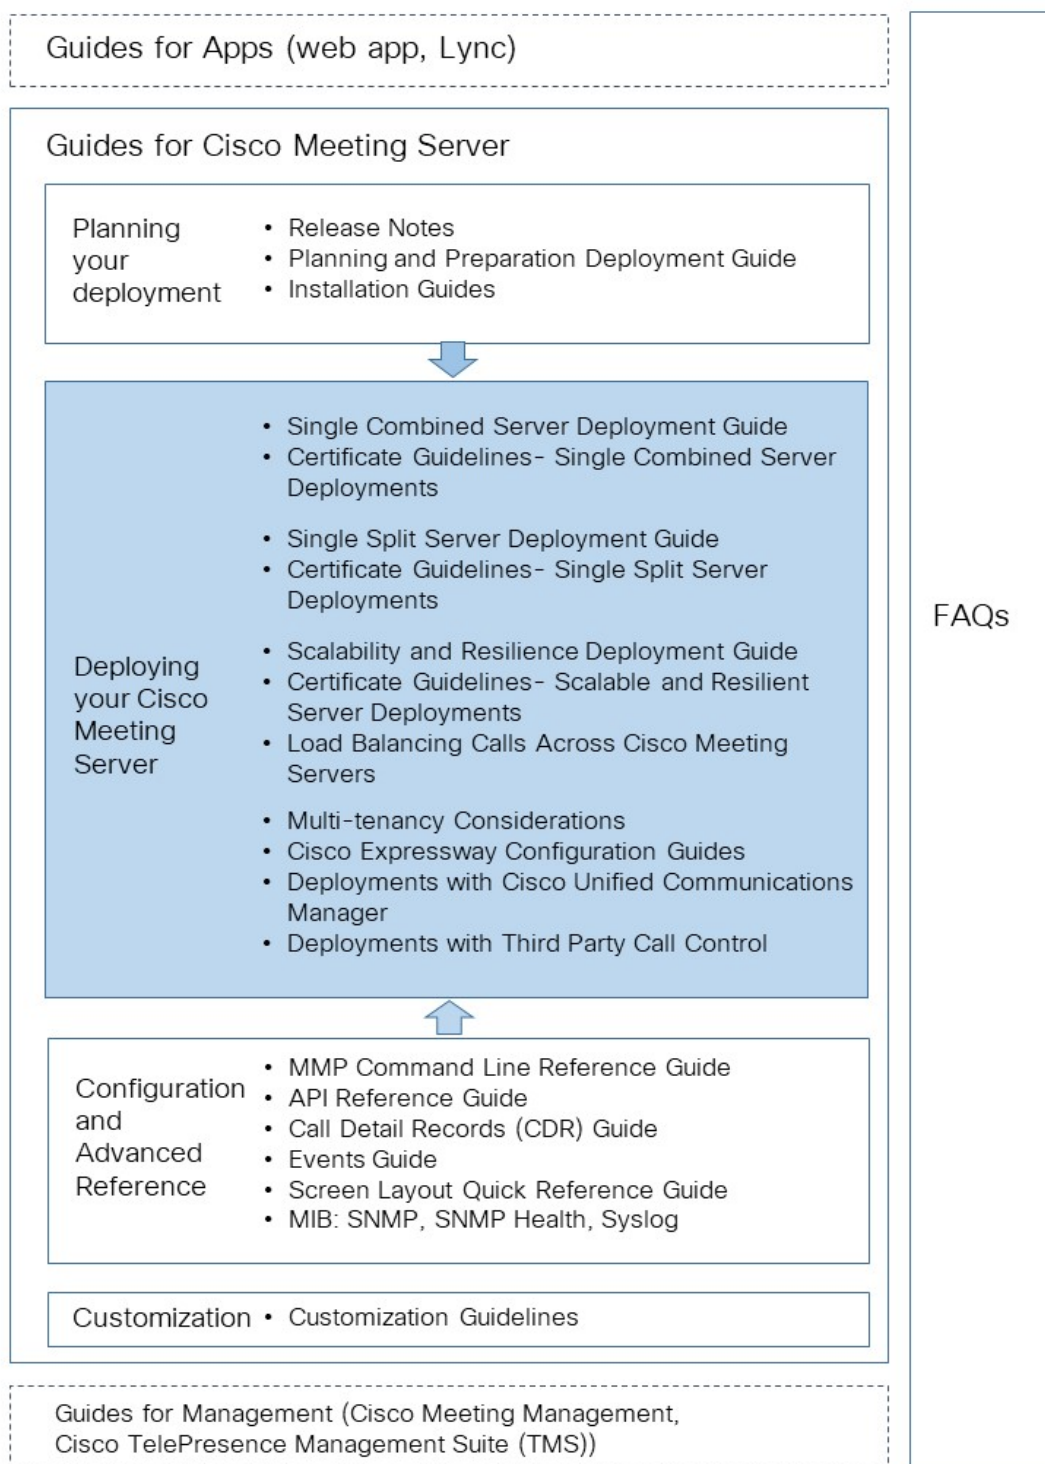 Guides for Apps (web app, Lync)
Guides for Cisco Meeting Server
Planning
your
deployment
• Release Notes
• Planning and Preparation Deployment Guide
• Installation Guides
Deploying
your Cisco
Meeting
Server
• Single Combined Server Deployment Guide
• Certificate Guidelines- Single Combined Server
Deployments
• Single Split Server Deployment Guide
• Certificate Guidelines- Single Split Server
Deployments
• Scalability and Resilience Deployment Guide
• Certificate Guidelines- Scalable and Resilient
Server Deployments
• Load Balancing Calls Across Cisco Meeting
Servers
• Multi-tenancy Considerations
• Cisco Expressway Configuration Guides
• Deployments with Cisco Unified Communications
Manager
• Deployments with Third Party Call Control
Configuration
and
Advanced
Reference
• MMP Command Line Reference Guide
• API Reference Guide
• Call Detail Records (CDR) Guide
• Events Guide
• Screen Layout Quick Reference Guide
• MIB: SNMP, SNMP Health, Syslog
Customization • Customization Guidelines
Guides for Management (Cisco Meeting Management,
Cisco TelePresence Management Suite (TMS))
FAQs